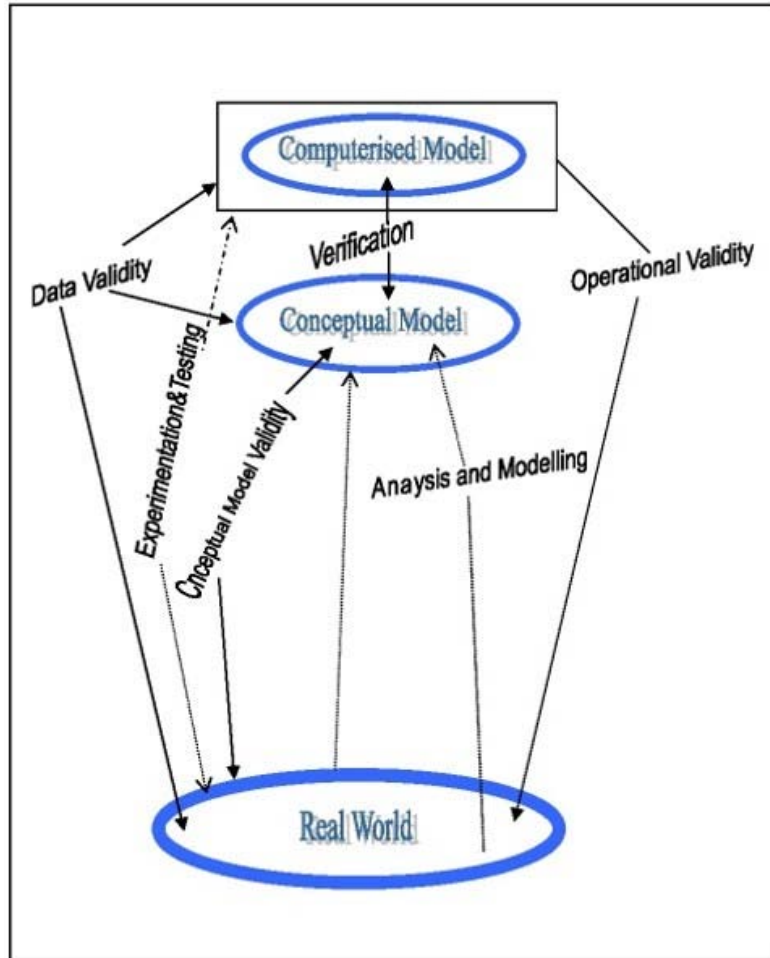 Computerised Model
Verification
Data Validity
Operational Validity
Conceptual Model
Experimentation&Testing
Cnceptual Model Validity
Anaysis and Modelling
Real World